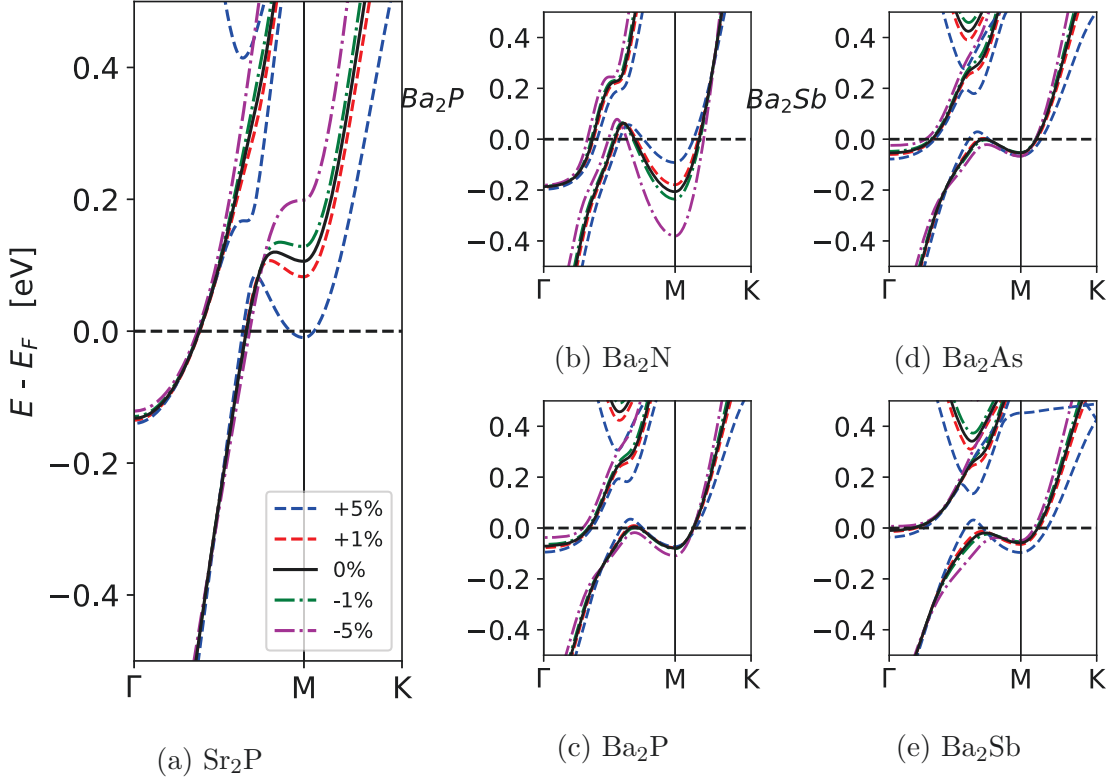 E - E_F [eV]
0.4
0.2
0.0
−0.2
−0.4
Γ M K
+5%
+1%
0%
-1%
-5%
(a) Sr₂P
Ba₂P
0.4
0.2
0.0
−0.2
−0.4
Γ M K
(b) Ba₂N
Ba₂Sb
0.4
0.2
0.0
−0.2
−0.4
Γ M K
(d) Ba₂As
0.4
0.2
0.0
−0.2
−0.4
Γ M K
(c) Ba₂P
0.4
0.2
0.0
−0.2
−0.4
Γ M K
(e) Ba₂Sb